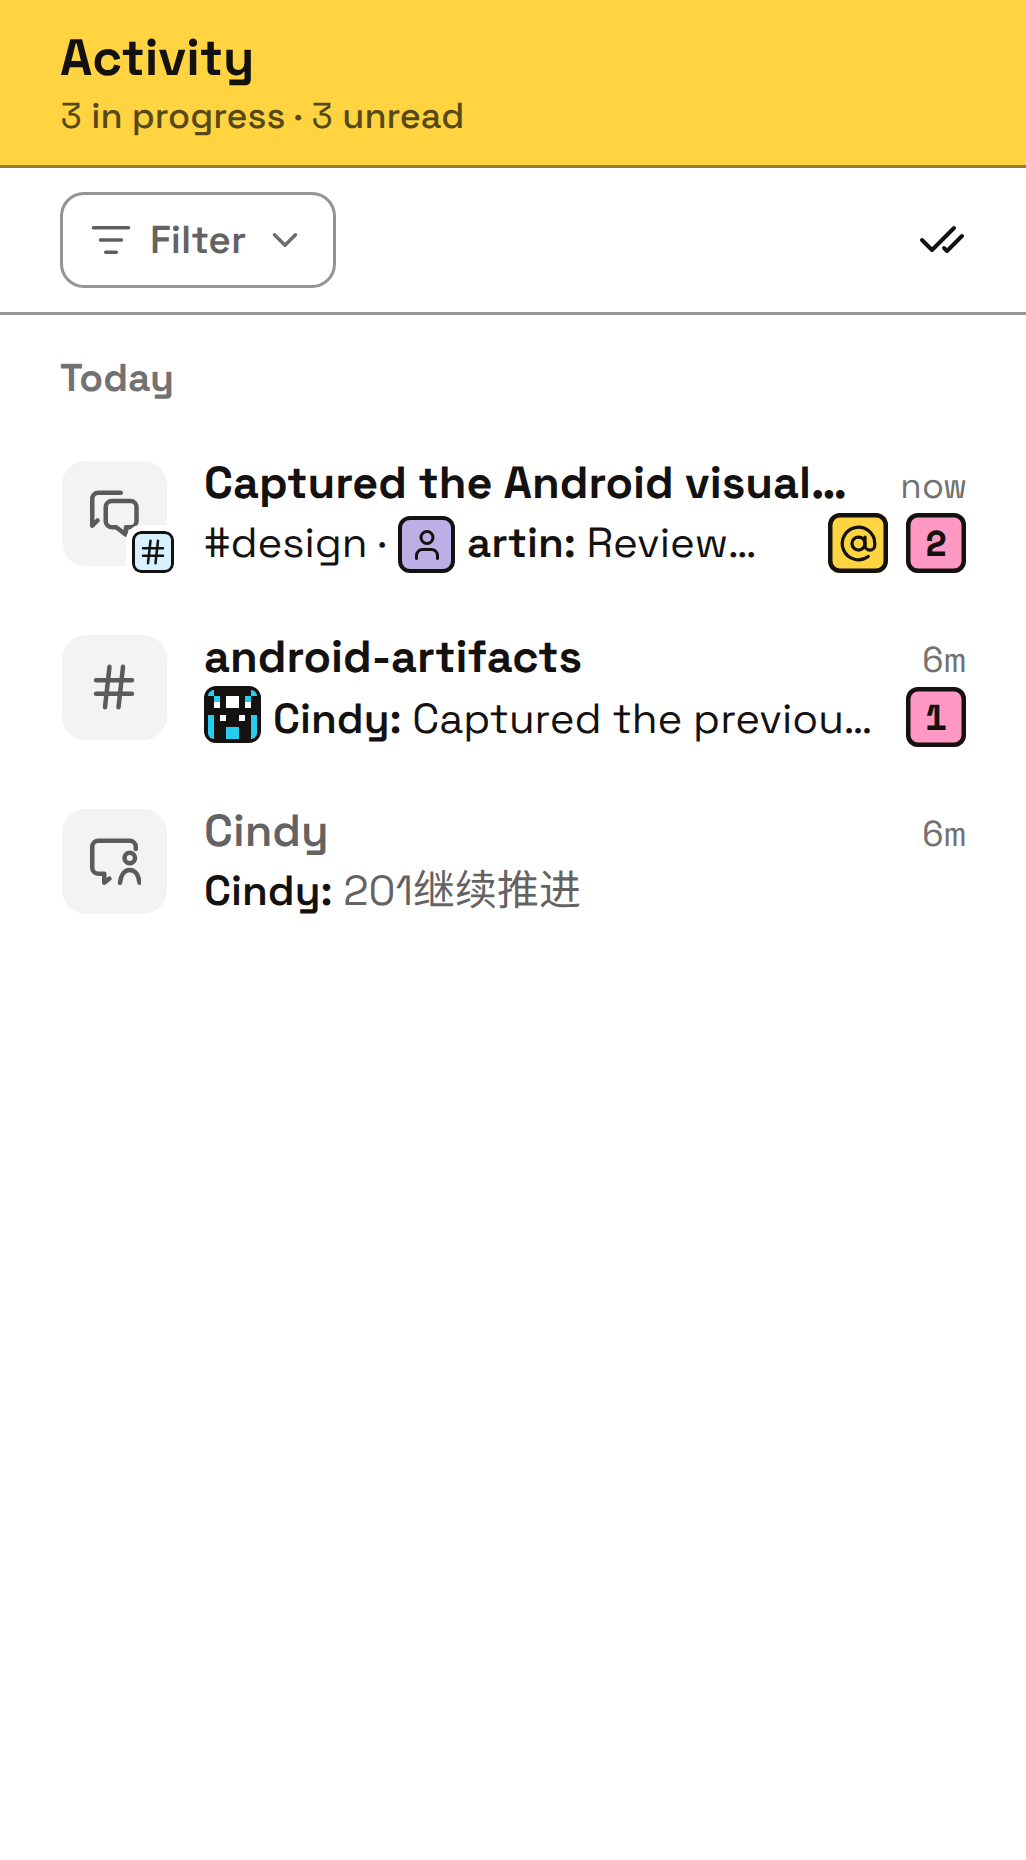 Activity
3 in progress · 3 unread
Filter
Today
Captured the Android visual... now
#design · artin: Review... @ 2
android-artifacts 6m
Cindy: Captured the previou... 1
Cindy 6m
Cindy: 201继续推进